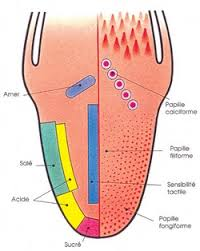 Amer
Papille
caliciforme
Salé
Papille
filiforme
Acide
Sensibilité
tactile
Papille
fongiforme
Sucré